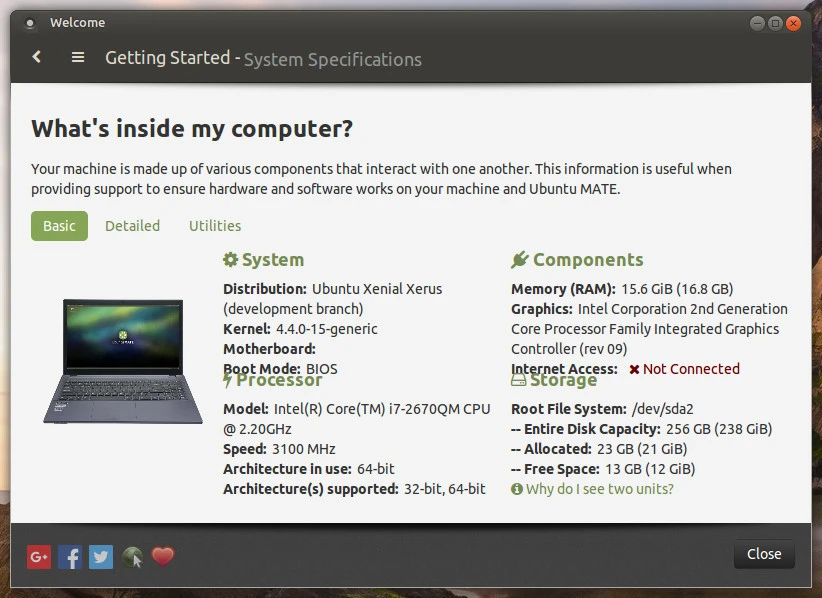 Welcome
Getting Started - System Specifications
What's inside my computer?
Your machine is made up of various components that interact with one another. This information is useful when
providing support to ensure hardware and software works on your machine and Ubuntu MATE.
Basic Detailed Utilities
System
Distribution: Ubuntu Xenial Xerus
(development branch)
Kernel: 4.4.0-15-generic
Motherboard:
Boot Mode: BIOS
Processor
Model: Intel(R) Core(TM) i7-2670QM CPU
@ 2.20GHz
Speed: 3100 MHz
Architecture in use: 64-bit
Architecture(s) supported: 32-bit, 64-bit
Components
Memory (RAM): 15.6 GiB (16.8 GB)
Graphics: Intel Corporation 2nd Generation
Core Processor Family Integrated Graphics
Controller (rev 09)
Internet Access: Not Connected
Storage
Root File System: /dev/sda2
-- Entire Disk Capacity: 256 GB (238 GiB)
-- Allocated: 23 GB (21 GiB)
-- Free Space: 13 GB (12 GiB)
Why do I see two units?
G+
Close